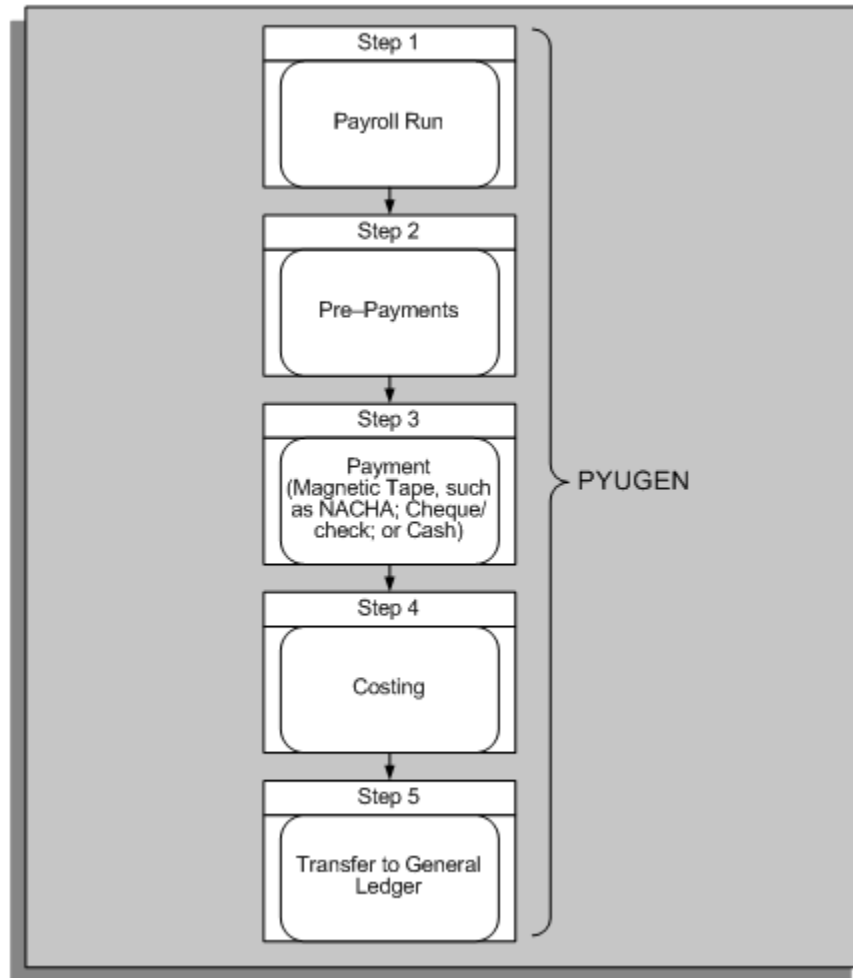 Step 1
Payroll Run
Step 2
Pre–Payments
Step 3
Payment
(Magnetic Tape, such
as NACHA; Cheque/
check; or Cash)
PYUGEN
Step 4
Costing
Step 5
Transfer to General
Ledger